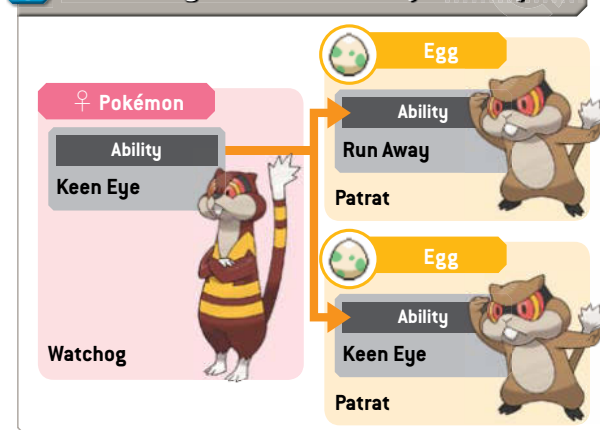 ♀ Pokémon
Ability
Keen Eye
Watchog
Egg
Ability
Run Away
Patrat
Egg
Ability
Keen Eye
Patrat